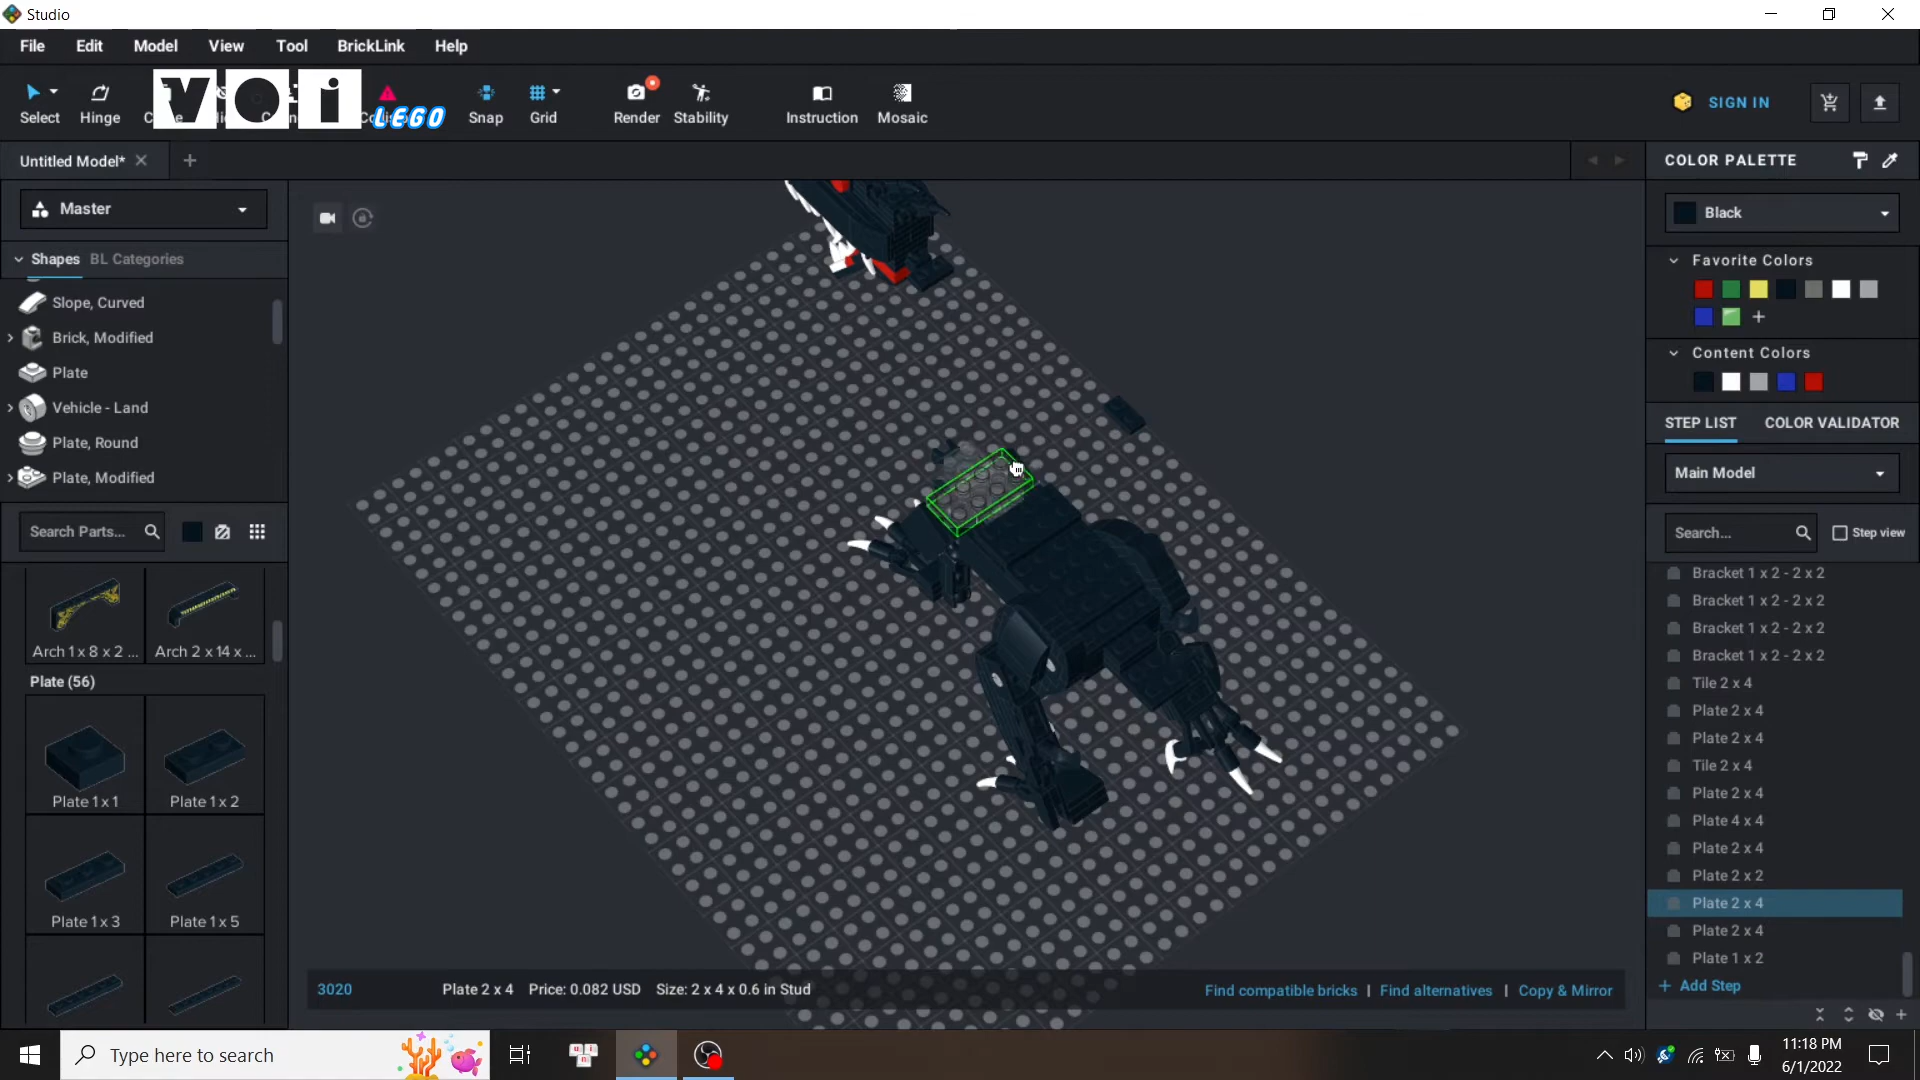 Studio
File Edit Model View Tool BrickLink Help
VOi LEGO
Select Hinge Snap Grid Render Stability Instruction Mosaic
SIGN IN
Untitled Model*
COLOR PALETTE
Master
Black
Shapes BL Categories
Favorite Colors
Slope, Curved
Brick, Modified
Plate
Content Colors
Vehicle - Land
Plate, Round
STEP LIST COLOR VALIDATOR
Plate, Modified
Main Model
Search Parts...
Search... Step view
Bracket 1 x 2 - 2 x 2
Bracket 1 x 2 - 2 x 2
Bracket 1 x 2 - 2 x 2
Bracket 1 x 2 - 2 x 2
Arch 1 x 8 x 2 ... Arch 2 x 14 x ...
Plate (56)
Tile 2 x 4
Plate 2 x 4
Plate 2 x 4
Tile 2 x 4
Plate 2 x 4
Plate 1 x 1 Plate 1 x 2
Plate 4 x 4
Plate 2 x 4
Plate 2 x 2
Plate 2 x 4
Plate 1 x 3 Plate 1 x 5
Plate 2 x 4
Plate 1 x 2
Add Step
3020 Plate 2 x 4 Price: 0.082 USD Size: 2 x 4 x 0.6 in Stud Find compatible bricks | Find alternatives | Copy & Mirror
Type here to search
11:18 PM
6/1/2022